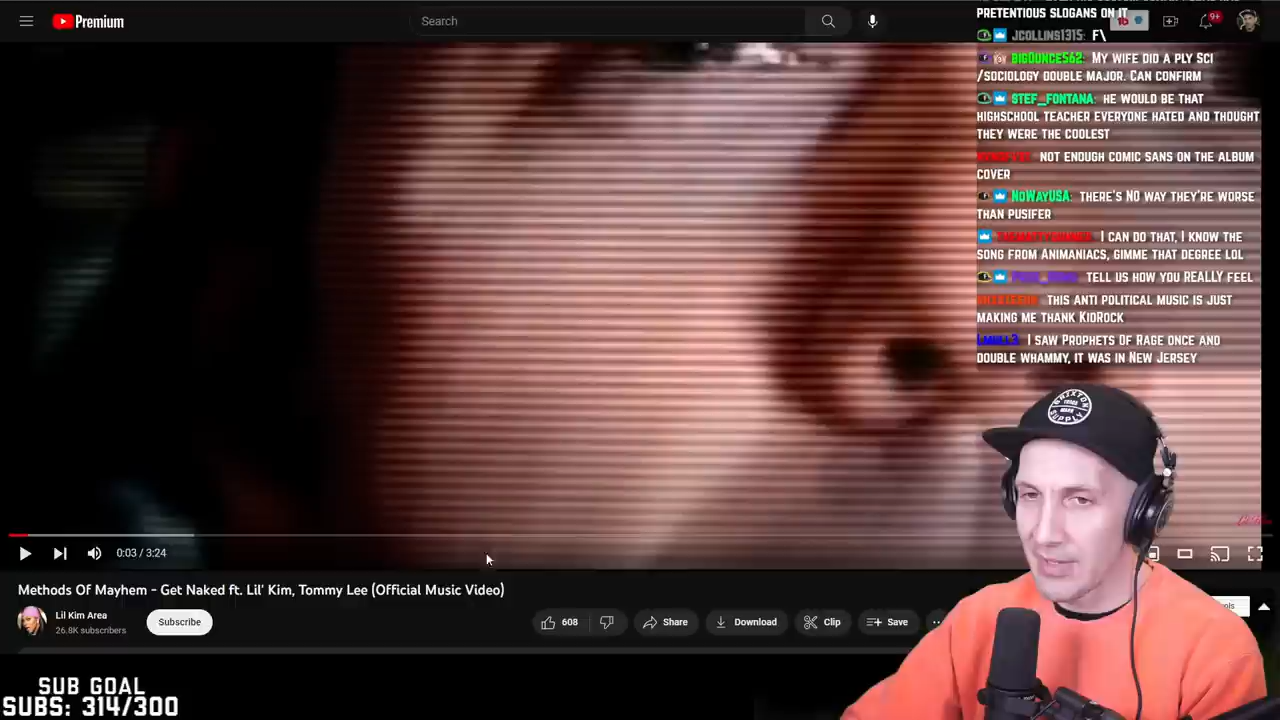 Premium
Search
9+
PRETENTIOUS SLOGANS ON IT
JCOLLINS1315: F\
BIGOUNCE562: MY WIFE DID A PLY SCI
/SOCIOLOGY DOUBLE MAJOR. CAN CONFIRM
STEF_FONTANA: HE WOULD BE THAT
HIGHSCHOOL TEACHER EVERYONE HATED AND THOUGHT
THEY WERE THE COOLEST
NOT ENOUGH COMIC SANS ON THE ALBUM
COVER
NOWAYUSA: THERE'S NO WAY THEY'RE WORSE
THAN PUSIFER
I CAN DO THAT, I KNOW THE
SONG FROM ANIMANIACS, GIMME THAT DEGREE LOL
TELL US HOW YOU REALLY FEEL
THIS ANTI POLITICAL MUSIC IS JUST
MAKING ME THANK KIDROCK
I SAW PROPHETS OF RAGE ONCE AND
DOUBLE WHAMMY, IT WAS IN NEW JERSEY
BRIXTON
SUPPLY
0:03 / 3:24
Methods Of Mayhem - Get Naked ft. Lil' Kim, Tommy Lee (Official Music Video)
Lil Kim Area
26.8K subscribers
Subscribe
608
Share
Download
Clip
Save
SUB GOAL
SUBS: 314/300